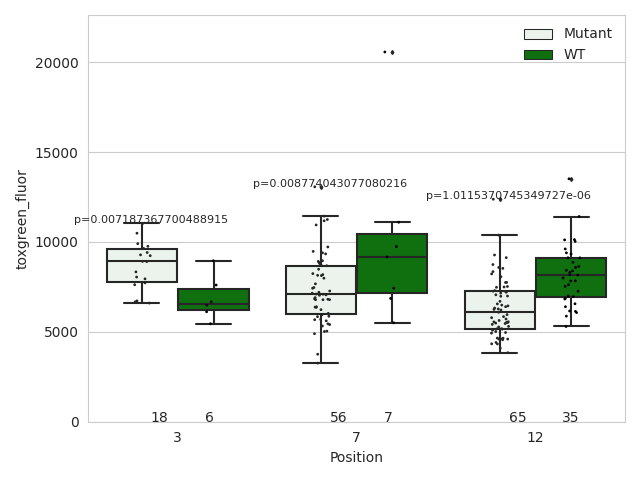 Mutant
WT
20000
15000
10000
5000
0
toxgreen_fluor
p=0.007187367700488915
p=0.008774043077080216
p=1.0115370745349727e-06
18 6 56 7 65 35
3 7 12
Position